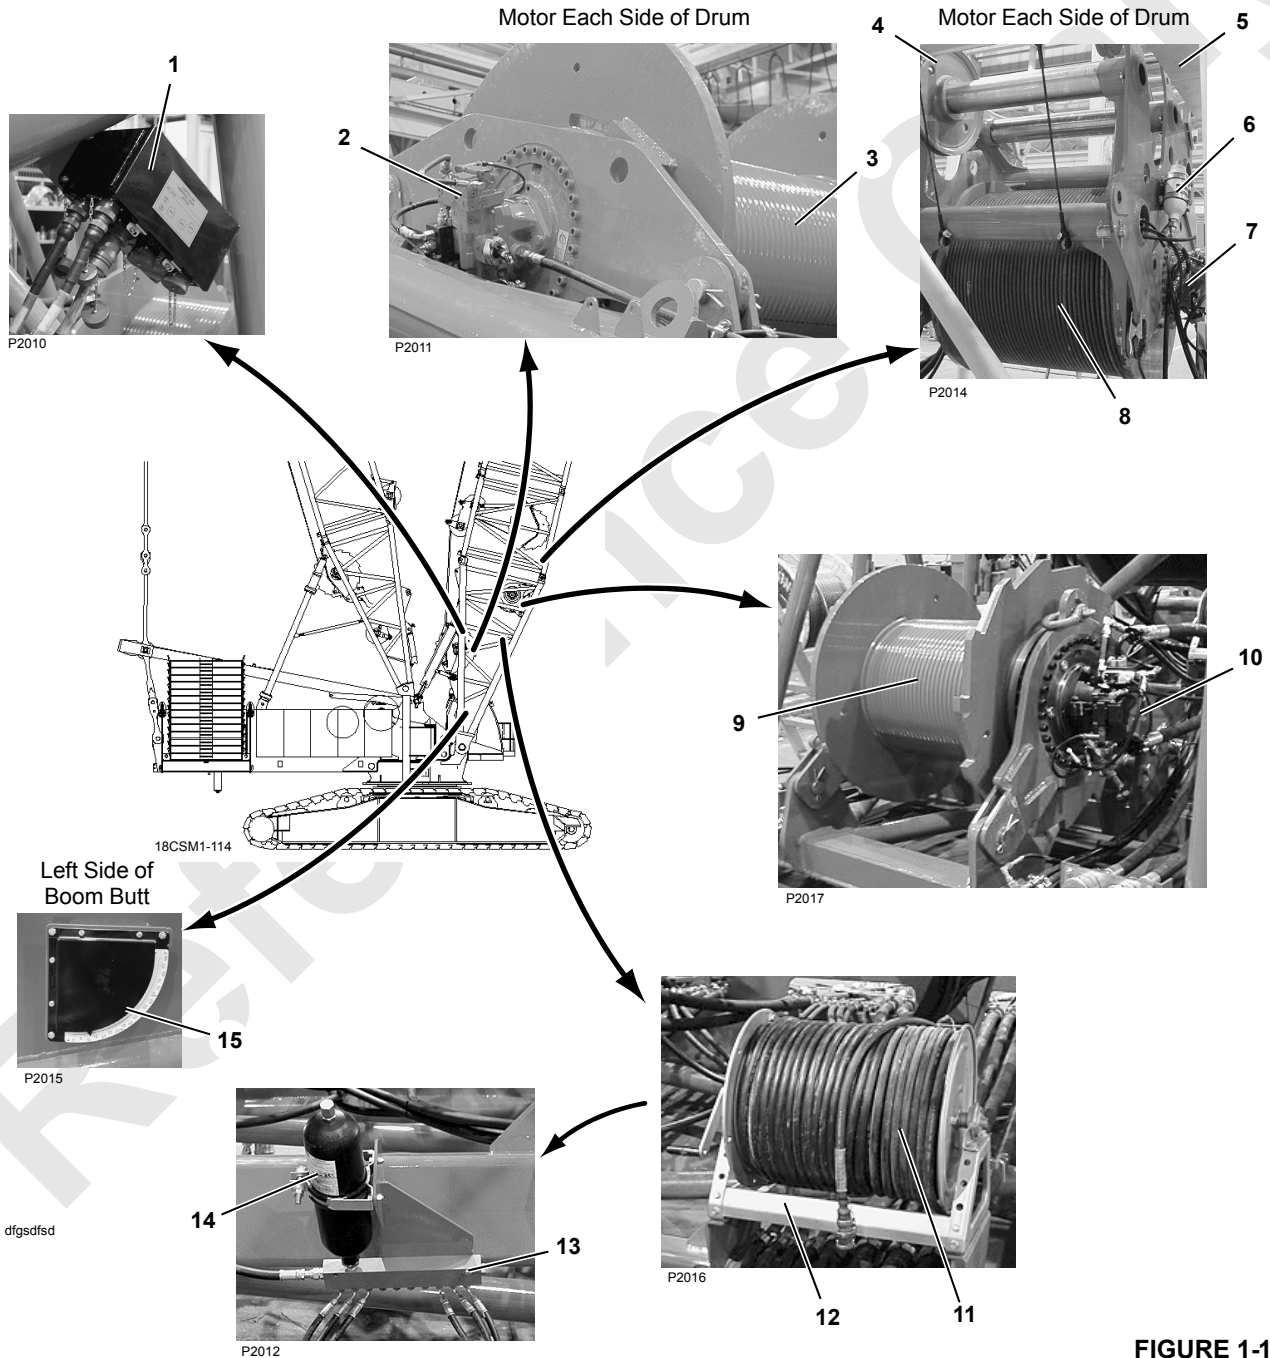 Motor Each Side of Drum
Motor Each Side of Drum
1
2
3
4
5
6
7
8
P2010
P2011
P2014
9
10
P2017
18CSM1-114
Left Side of
Boom Butt
15
P2015
11
12
P2016
13
14
P2012
dfgsdfsd
FIGURE 1-1